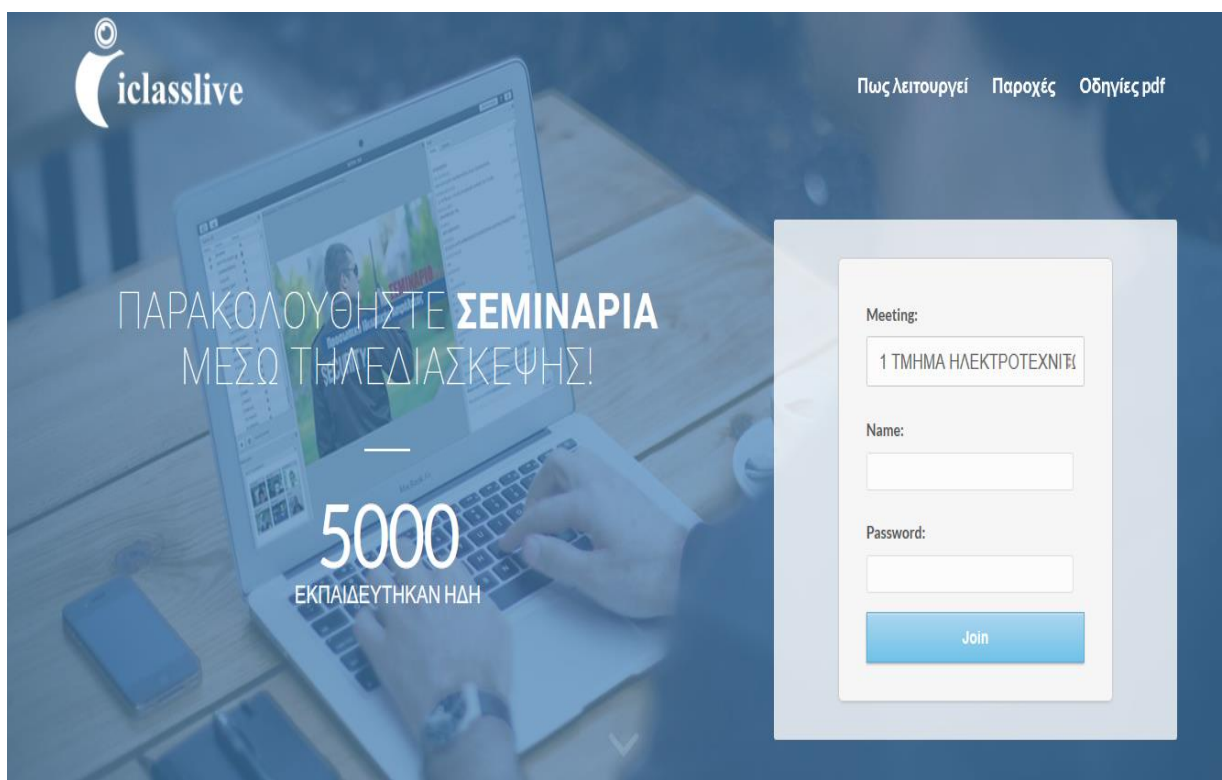 iclasslive
Πως λειτουργεί Παροχές Οδηγίες pdf
ΠΑΡΑΚΟΛΟΥΘΗΣΤΕ ΣΕΜΙΝΑΡΙΑ
ΜΕΣΩ ΤΗΛΕΔΙΑΣΚΕΨΗΣ!
5000
ΕΚΠΑΙΔΕΥΤΗΚΑΝ ΗΔΗ
Meeting:
1 ΤΜΗΜΑ ΗΛΕΚΤΡΟΤΕΧΝΙΤΩ
Name:
Password:
Join